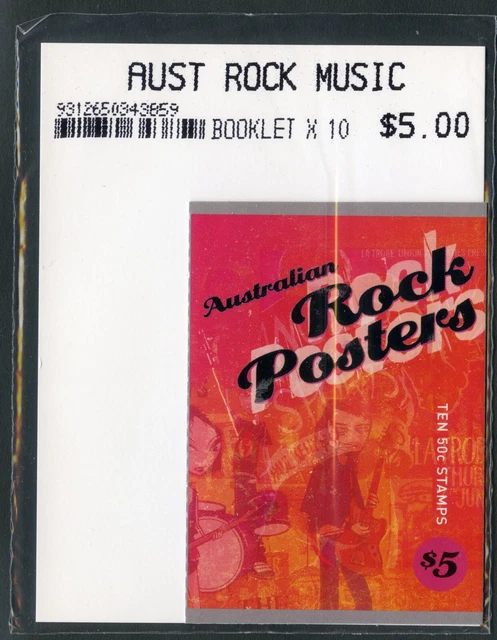 AUST ROCK MUSIC
9312650343859
BOOKLET X 10 $5.00
Australian
Rock
Posters
TEN 50c STAMPS
$5